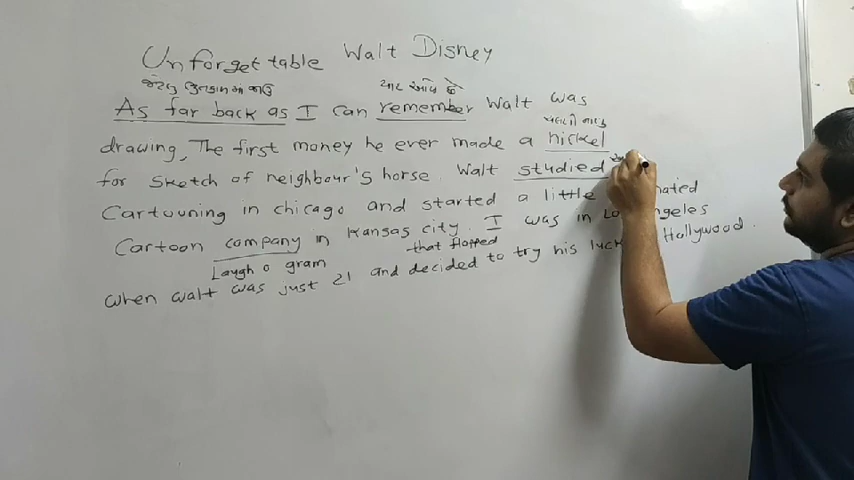 Unforgettable Walt Disney
As far back as I can remember Walt was
drawing, The first money he ever made a nickel
for sketch of neighbour's horse. Walt studied
Cartouning in chicago and started a little
Cartoon company in Kansas city. I was in Los Angeles
Laugh o gram that flopped
when walt was just 21 and decided to try his luck Hollywood.